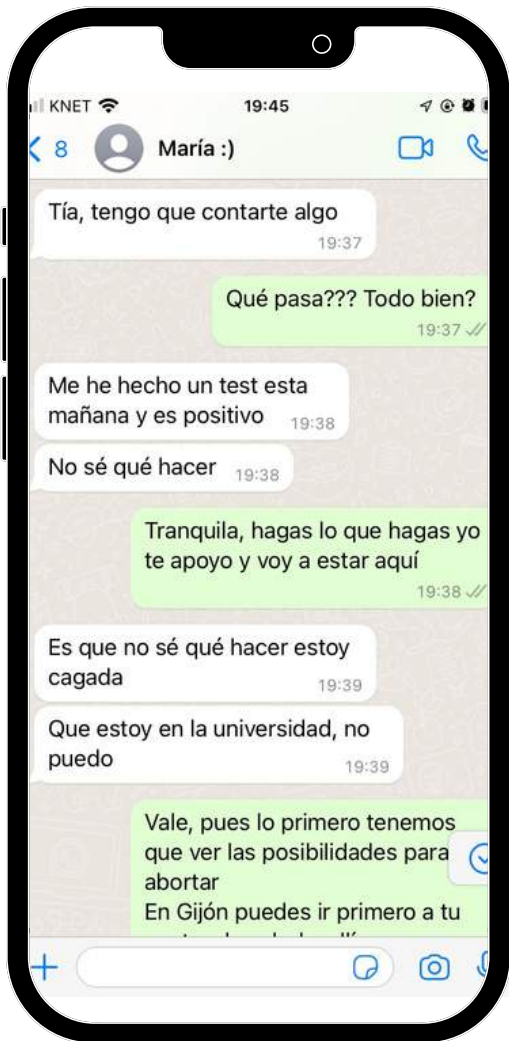 KNET 19:45
8 María :)
Tía, tengo que contarte algo
19:37
Qué pasa??? Todo bien?
19:37
Me he hecho un test esta
mañana y es positivo 19:38
No sé qué hacer 19:38
Tranquila, hagas lo que hagas yo
te apoyo y voy a estar aquí
19:38
Es que no sé qué hacer estoy
cagada 19:39
Que estoy en la universidad, no
puedo 19:39
Vale, pues lo primero tenemos
que ver las posibilidades para
abortar
En Gijón puedes ir primero a tu